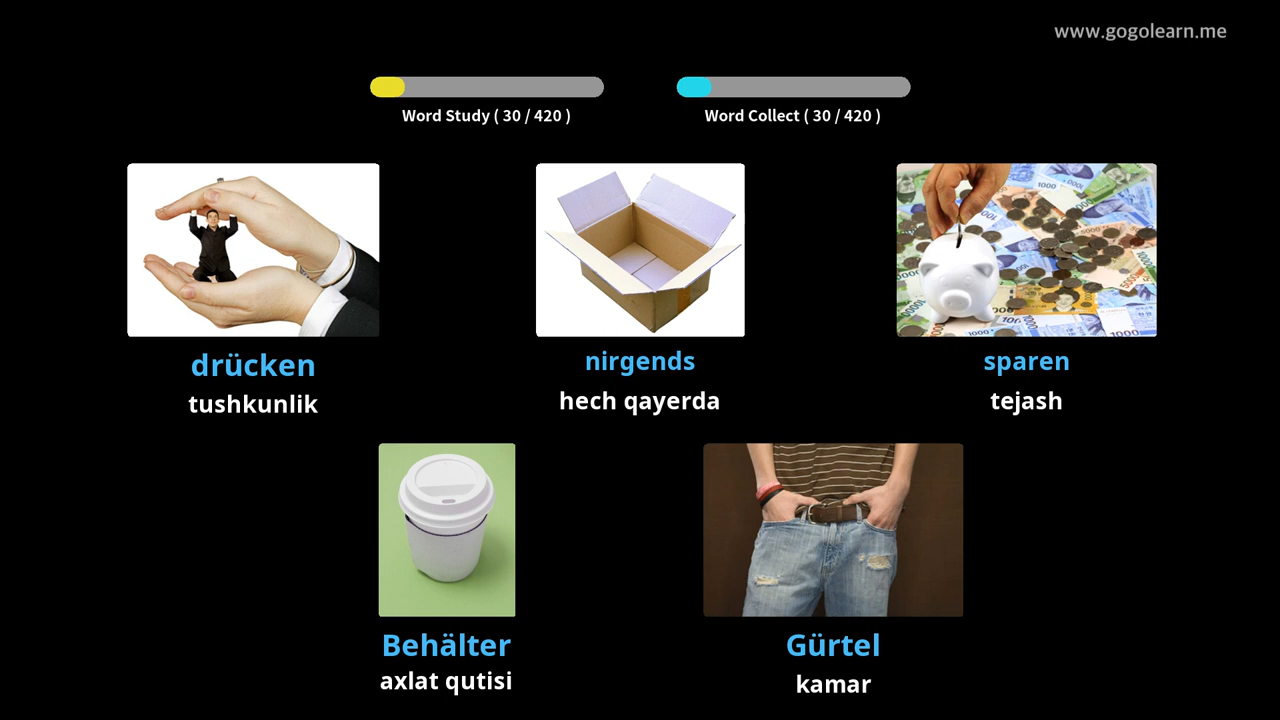 www.gogolearn.me
Word Study ( 30 / 420 )
Word Collect ( 30 / 420 )
drücken
tushkunlik
nirgends
hech qayerda
sparen
tejash
Behälter
axlat qutisi
Gürtel
kamar